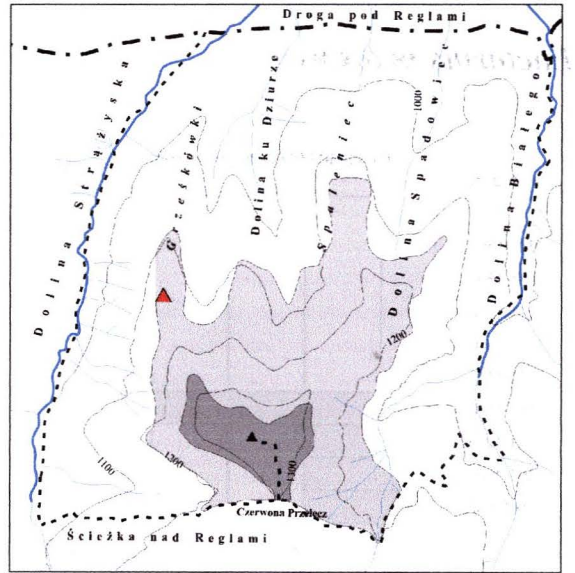 Droga pod Reglami
Dolina Strążyska
Grześkówki
Dolina ku Dziurze
Spaleniec
1000
Dolina Spadowiec
Dolina Białego
1200
1100
1200
1300
Czerwona Przełęcz
Ścieżka nad Reglami